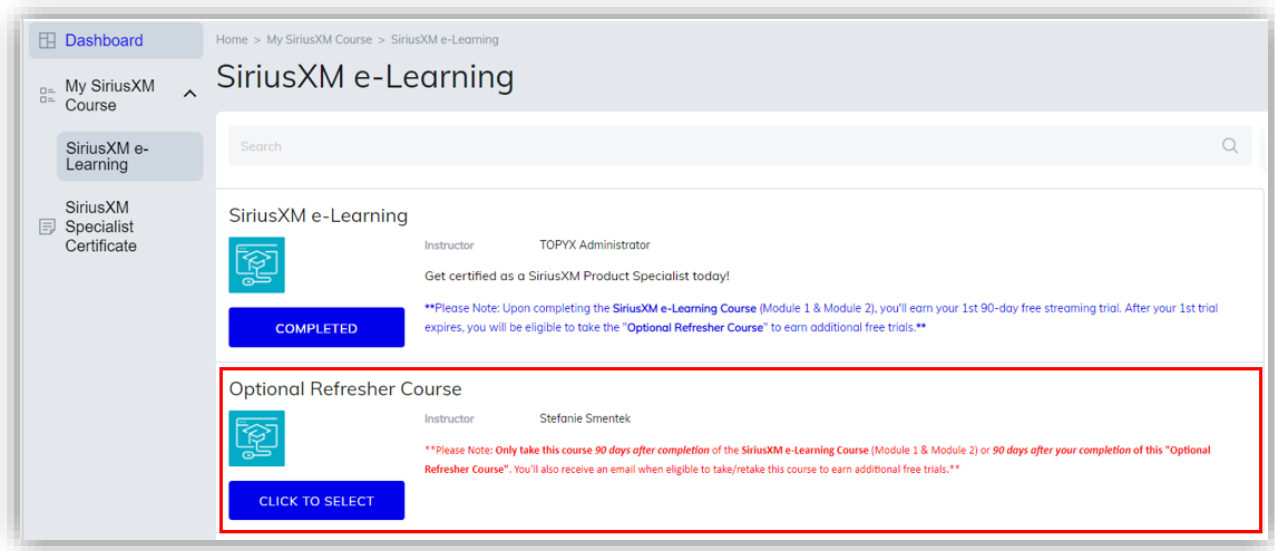 Dashboard
My SiriusXM
Course
SiriusXM e-
Learning
SiriusXM
Specialist
Certificate
Home > My SiriusXM Course > SiriusXM e-Learning
SiriusXM e-Learning
Search
SiriusXM e-Learning
Instructor TOPYX Administrator
Get certified as a SiriusXM Product Specialist today!
**Please Note: Upon completing the SiriusXM e-Learning Course (Module 1 & Module 2), you'll earn your 1st 90-day free streaming trial. After your 1st trial
expires, you will be eligible to take the "Optional Refresher Course" to earn additional free trials.**
COMPLETED
Optional Refresher Course
Instructor Stefanie Smentek
**Please Note: Only take this course 90 days after completion of the SiriusXM e-Learning Course (Module 1 & Module 2) or 90 days after your completion of this "Optional
Refresher Course". You'll also receive an email when eligible to take/retake this course to earn additional free trials.**
CLICK TO SELECT